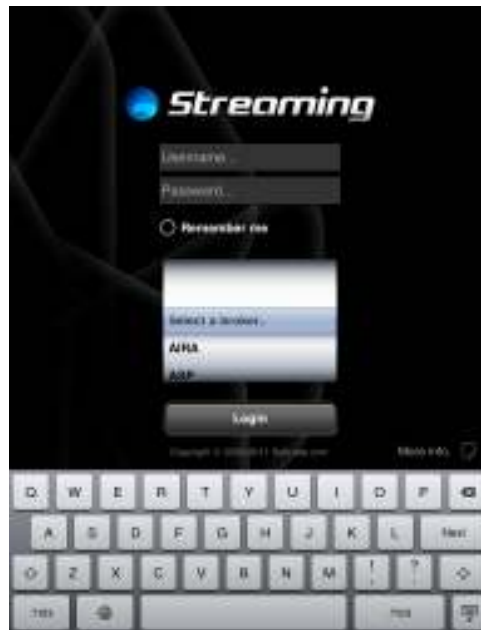 Streaming
Username...
Password...
Remember me
Select a broker...
AIRA
ASP
Login
More info.
Q W E R T Y U I O P
A S D F G H J K L Next
Z X C V B N M ! ?